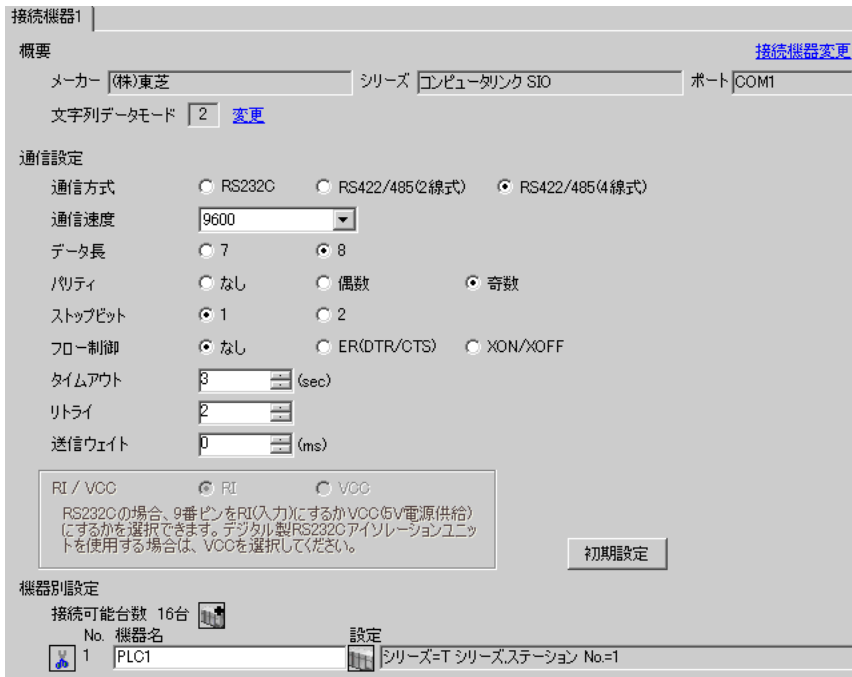 接続機器1
概要 接続機器変更
メーカー (株)東芝 シリーズ コンピュータリンク SIO ポート COM1
文字列データモード 2 変更
通信設定
通信方式 RS232C RS422/485(2線式) RS422/485(4線式)
通信速度 9600
データ長 7 8
パリティ なし 偶数 奇数
ストップビット 1 2
フロー制御 なし ER(DTR/CTS) XON/XOFF
タイムアウト 3 (sec)
リトライ 2
送信ウェイト 0 (ms)
RI / VCC RI VCC
RS232Cの場合、9番ピンをRI(入力)にするかVCC(5V電源供給)
にするかを選択できます。デジタル製RS232Cアイソレーションユニッ
トを使用する場合は、VCCを選択してください。
初期設定
機器別設定
接続可能台数 16台
No. 機器名 設定
1 PLC1 シリーズ=T シリーズ,ステーション No.=1